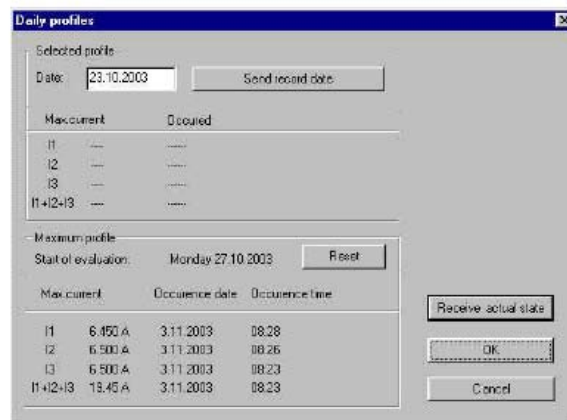 Daily profiles
Selected profile
Date: 23.10.2003 Send record date
Max.current Occured
I1 --- -----
I2 --- -----
I3 --- -----
I1+I2+I3 --- -----
Maximum profile
Start of evaluation: Monday 27.10.2003 Reset
Max.current Occurence date Occurence time
I1 6.450 A 3.11.2003 08:28
I2 6.500 A 3.11.2003 08:26
I3 6.500 A 3.11.2003 08:23
I1+I2+I3 19.45 A 3.11.2003 08:23
Receive actual state
OK
Cancel